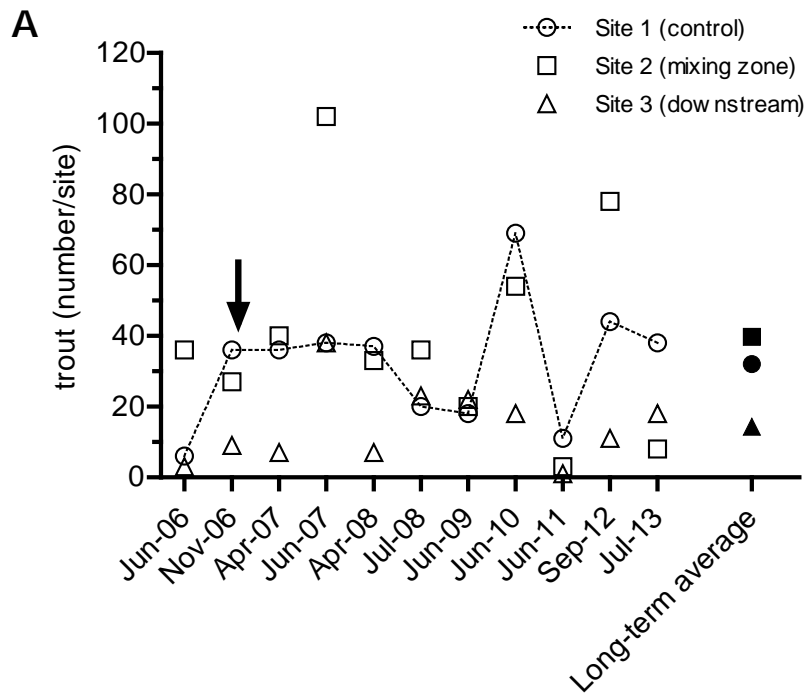 A
Site 1 (control)
Site 2 (mixing zone)
Site 3 (downstream)
trout (number/site)
120
100
80
60
40
20
0
Jun-06
Nov-06
Apr-07
Jun-07
Apr-08
Jul-08
Jun-09
Jun-10
Jun-11
Sep-12
Jul-13
Long-term average